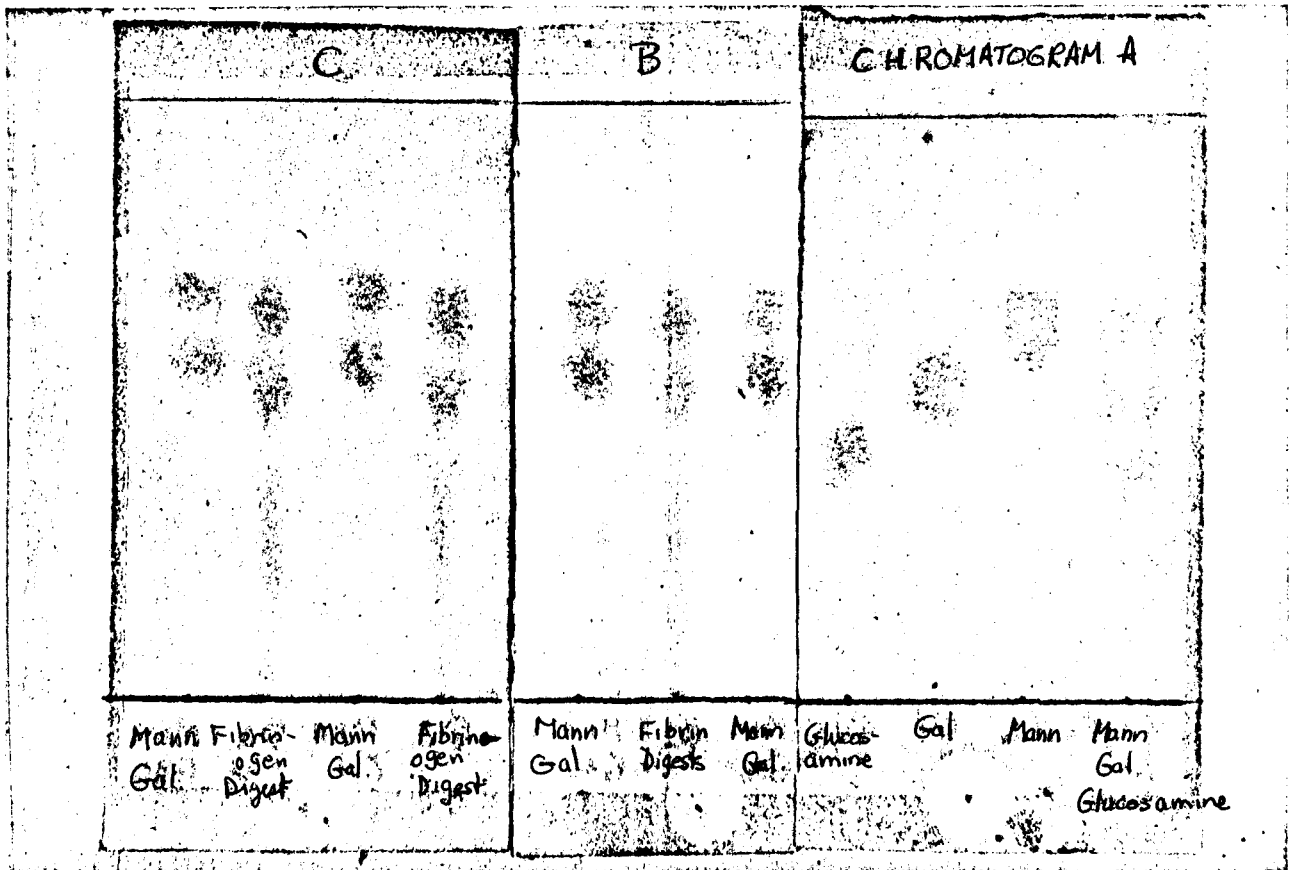 C
B
CHROMATOGRAM A
Mann
Gal.
Fibrin-
ogen
Digest
Mann
Gal.
Fibrin-
ogen
Digest
Mann
Gal.
Fibrin
Digests
Mann
Gal.
Glucos-
amine
Gal
Mann
Mann
Gal
Glucosamine